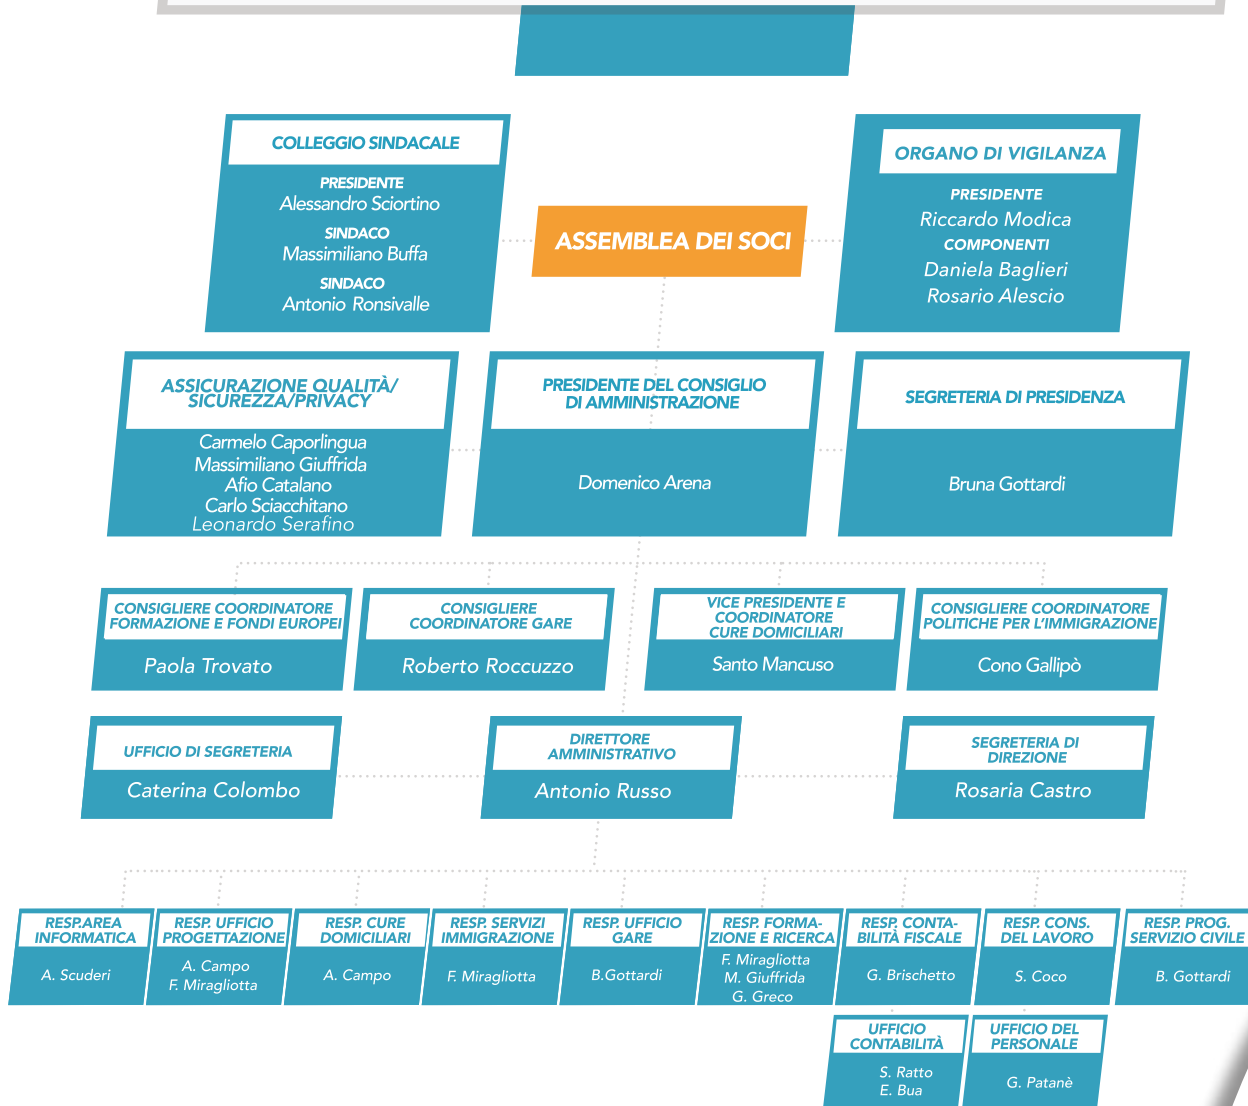 COLLEGGIO SINDACALE
PRESIDENTE
Alessandro Sciortino
SINDACO
Massimiliano Buffa
SINDACO
Antonio Ronsivalle
ASSEMBLEA DEI SOCI
ORGANO DI VIGILANZA
PRESIDENTE
Riccardo Modica
COMPONENTI
Daniela Baglieri
Rosario Alescio
ASSICURAZIONE QUALITÀ/
SICUREZZA/PRIVACY
Carmelo Caporlingua
Massimiliano Giuffrida
Afio Catalano
Carlo Sciacchitano
Leonardo Serafino
PRESIDENTE DEL CONSIGLIO
DI AMMINISTRAZIONE
Domenico Arena
SEGRETERIA DI PRESIDENZA
Bruna Gottardi
CONSIGLIERE COORDINATORE
FORMAZIONE E FONDI EUROPEI
Paola Trovato
CONSIGLIERE
COORDINATORE GARE
Roberto Roccuzzo
VICE PRESIDENTE E
COORDINATORE
CURE DOMICILIARI
Santo Mancuso
CONSIGLIERE COORDINATORE
POLITICHE PER L'IMMIGRAZIONE
Cono Gallipò
UFFICIO DI SEGRETERIA
Caterina Colombo
DIRETTORE
AMMINISTRATIVO
Antonio Russo
SEGRETERIA DI
DIREZIONE
Rosaria Castro
RESP.AREA
INFORMATICA
A. Scuderi
RESP. UFFICIO
PROGETTAZIONE
A. Campo
F. Miragliotta
RESP. CURE
DOMICILIARI
A. Campo
RESP. SERVIZI
IMMIGRAZIONE
F. Miragliotta
RESP. UFFICIO
GARE
B.Gottardi
RESP. FORMA-
ZIONE E RICERCA
F. Miragliotta
M. Giuffrida
G. Greco
RESP. CONTA-
BILITÀ FISCALE
G. Brischetto
RESP. CONS.
DEL LAVORO
S. Coco
RESP. PROG.
SERVIZIO CIVILE
B. Gottardi
UFFICIO
CONTABILITÀ
S. Ratto
E. Bua
UFFICIO DEL
PERSONALE
G. Patanè